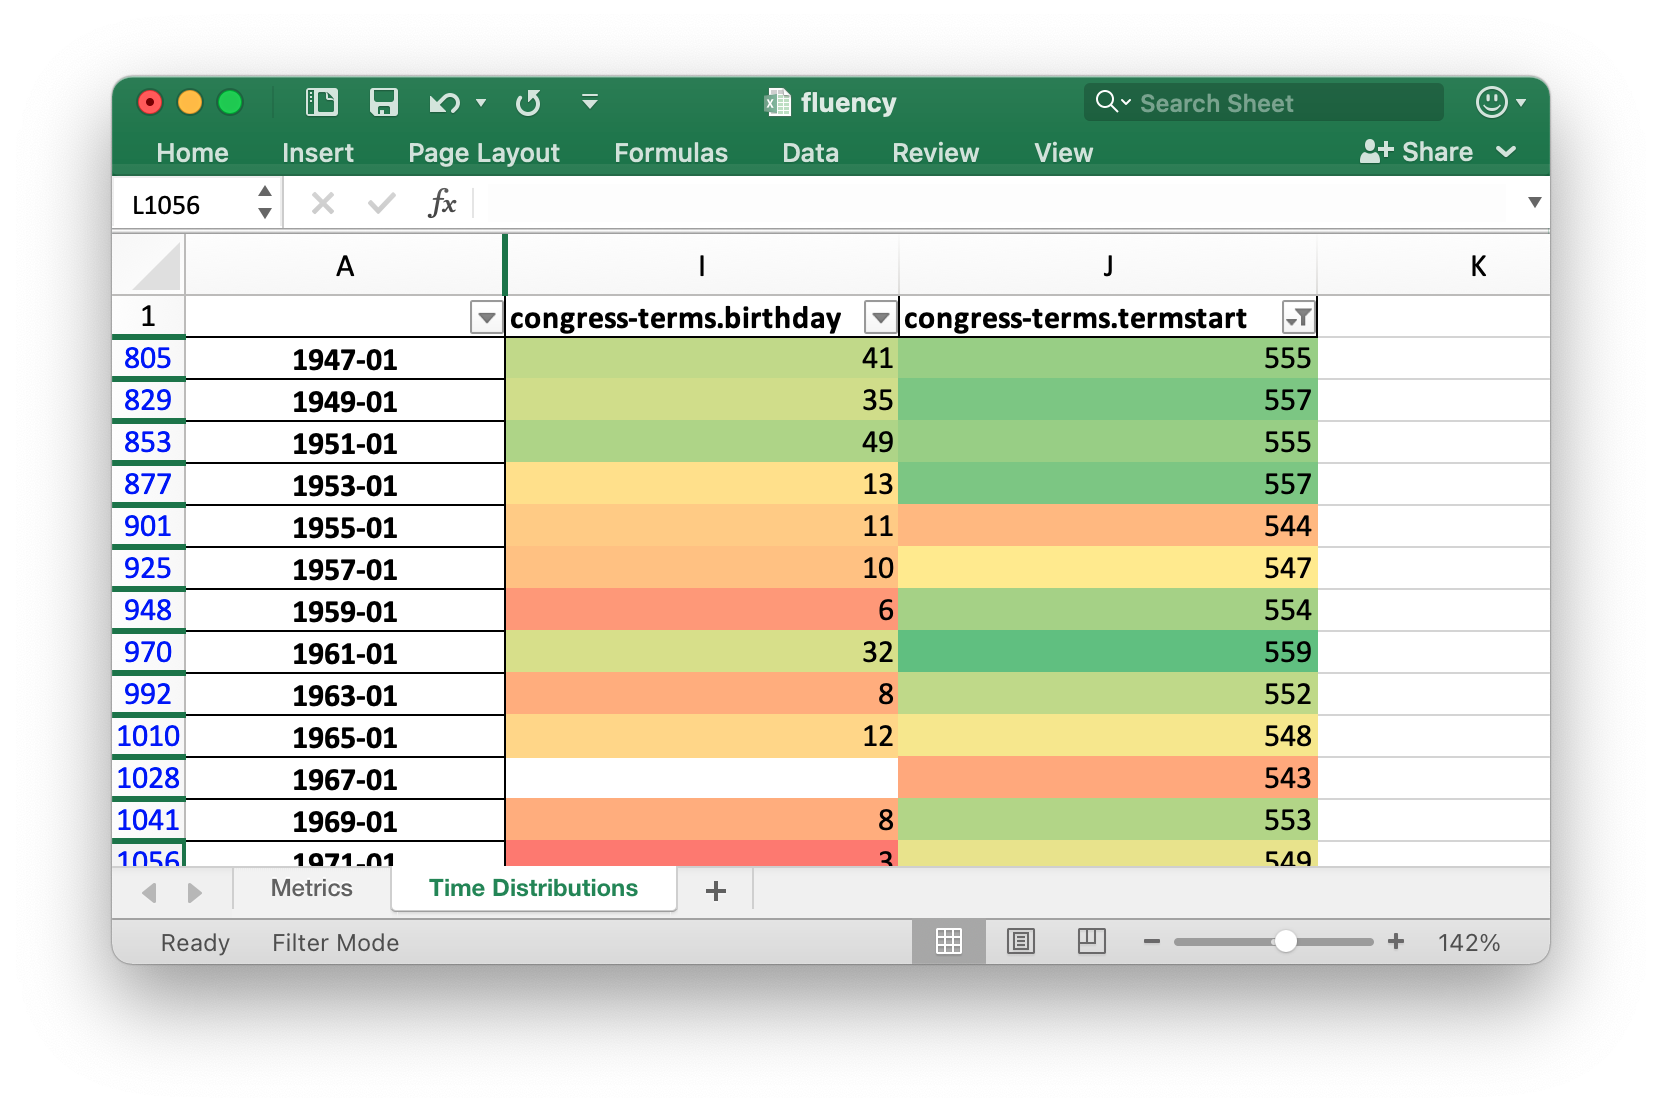 fluency
Search Sheet
Home Insert Page Layout Formulas Data Review View Share
L1056 fx
A I J K
1 congress-terms.birthday congress-terms.termstart
805 1947-01 41 555
829 1949-01 35 557
853 1951-01 49 555
877 1953-01 13 557
901 1955-01 11 544
925 1957-01 10 547
948 1959-01 6 554
970 1961-01 32 559
992 1963-01 8 552
1010 1965-01 12 548
1028 1967-01 543
1041 1969-01 8 553
1056 1971-01 3 549
Metrics Time Distributions +
Ready Filter Mode 142%